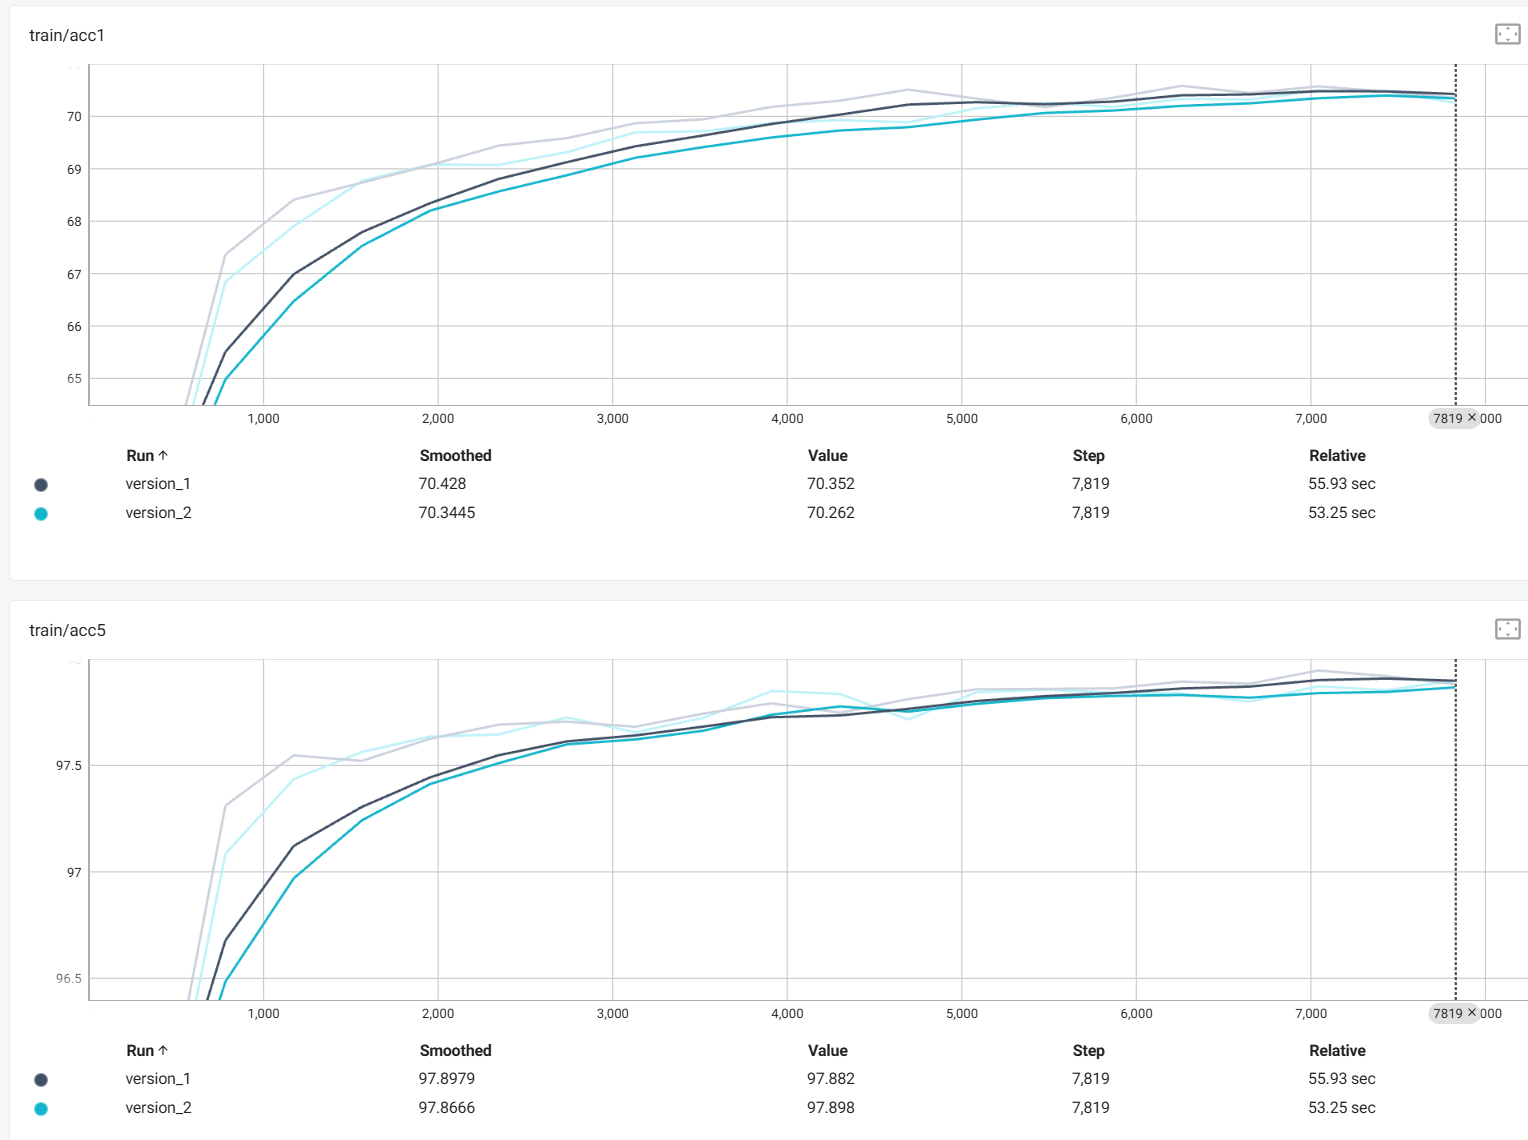 train/acc1
70
69
68
67
66
65
1,000 2,000 3,000 4,000 5,000 6,000 7,000 7819 × 000
Run ↑ Smoothed Value Step Relative
version_1 70.428 70.352 7,819 55.93 sec
version_2 70.3445 70.262 7,819 53.25 sec
train/acc5
97.5
97
96.5
1,000 2,000 3,000 4,000 5,000 6,000 7,000 7819 × 000
Run ↑ Smoothed Value Step Relative
version_1 97.8979 97.882 7,819 55.93 sec
version_2 97.8666 97.898 7,819 53.25 sec